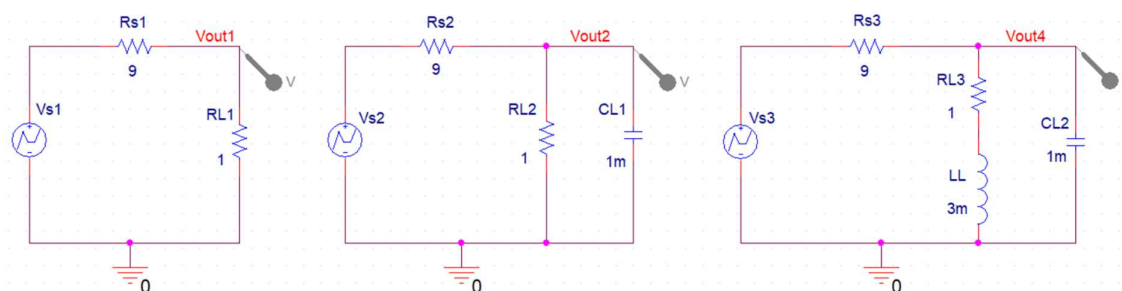 Rs1
Vout1
9
V
Vs1
RL1
1
0
Rs2
Vout2
9
V
Vs2
RL2
CL1
1
1m
0
Rs3
Vout4
9
RL3
1
Vs3
CL2
1m
LL
3m
0